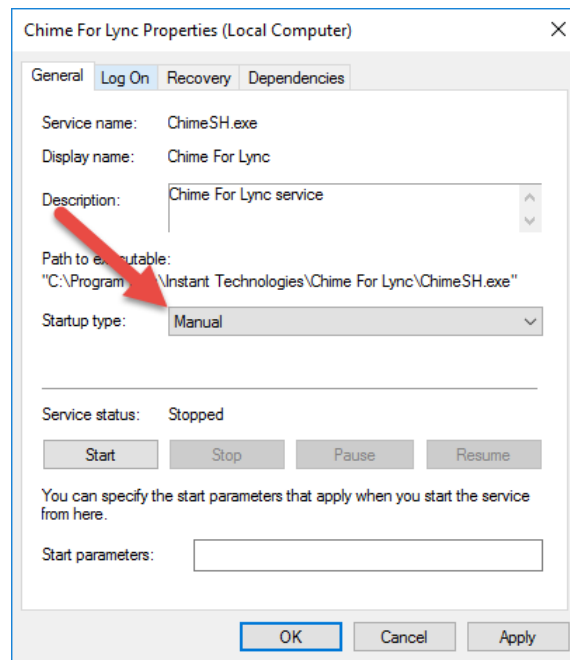 Chime For Lync Properties (Local Computer)
General Log On Recovery Dependencies
Service name: ChimeSH.exe
Display name: Chime For Lync
Description: Chime For Lync service
Path to executable:
"C:\Program \Instant Technologies\Chime For Lync\ChimeSH.exe"
Startup type: Manual
Service status: Stopped
Start Stop Pause Resume
You can specify the start parameters that apply when you start the service
from here.
Start parameters:
OK Cancel Apply